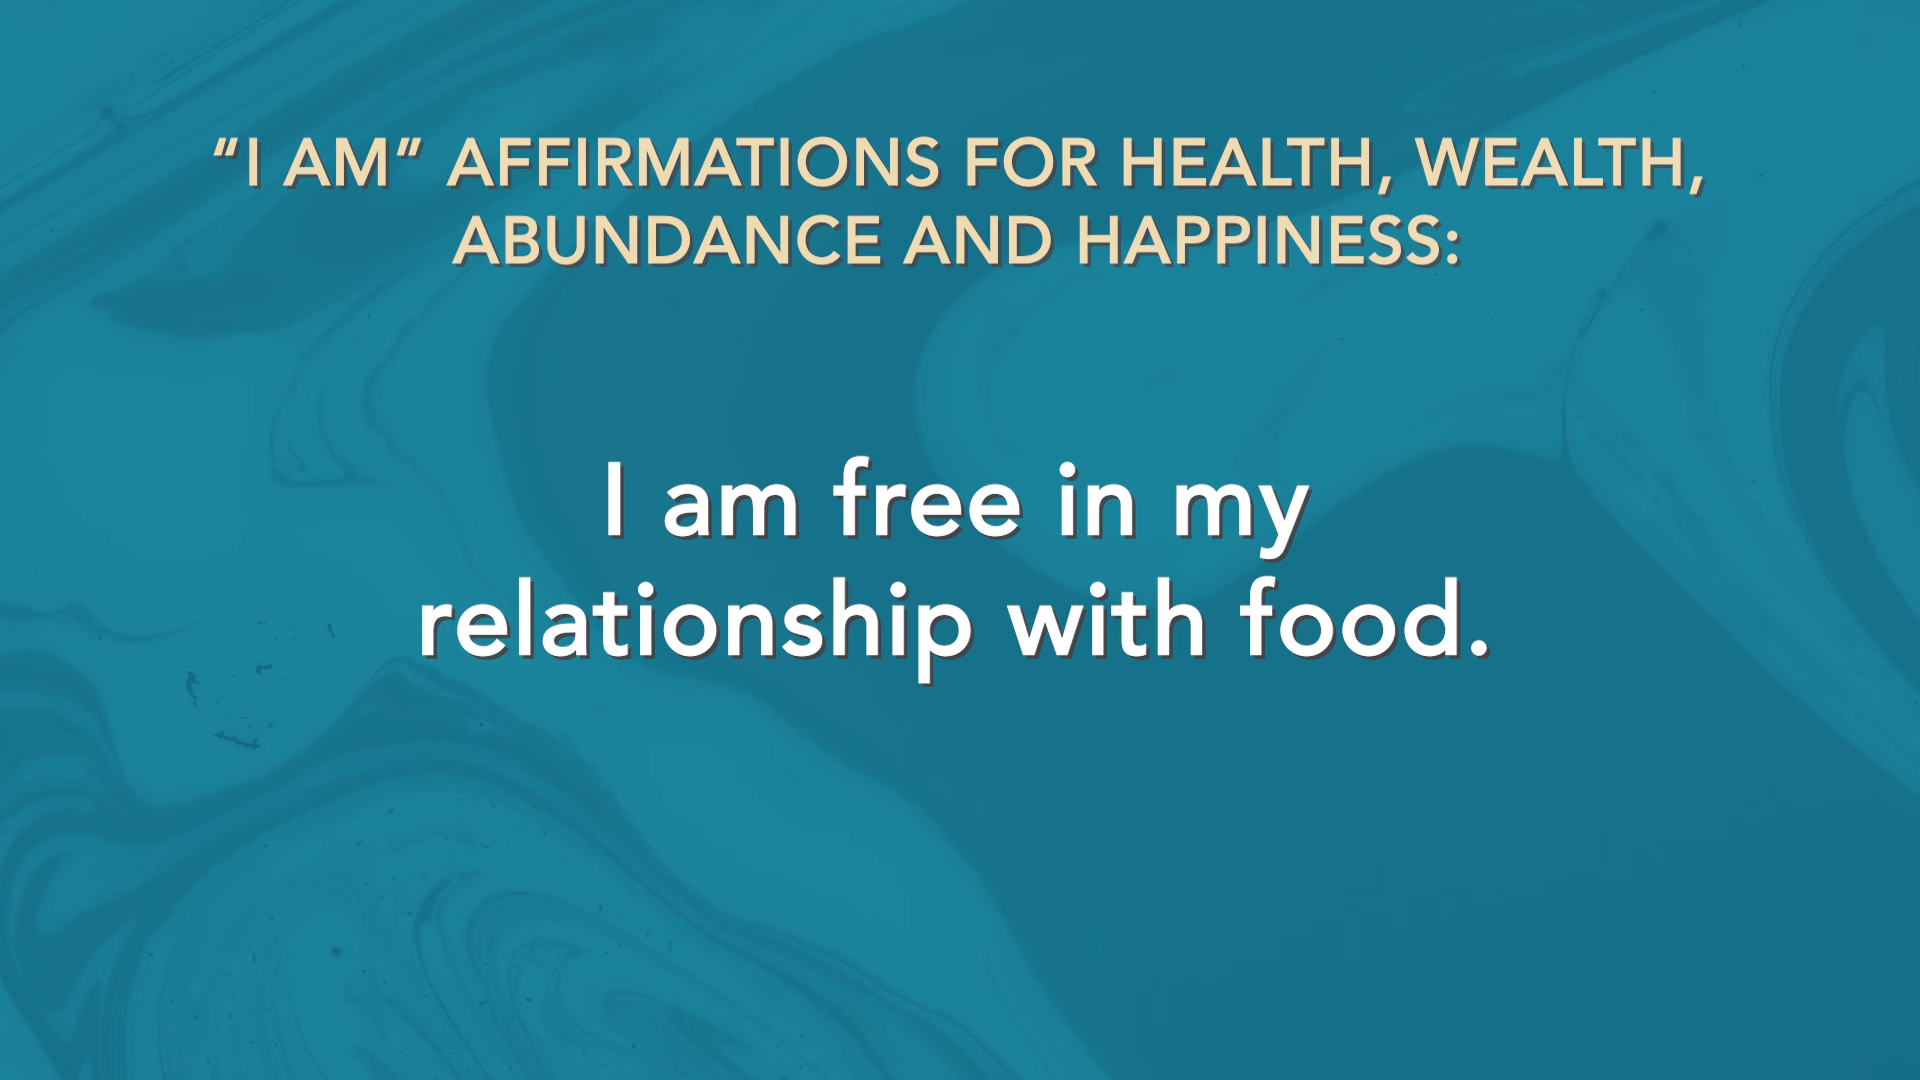 “I AM” AFFIRMATIONS FOR HEALTH, WEALTH,
ABUNDANCE AND HAPPINESS:
I am free in my
relationship with food.